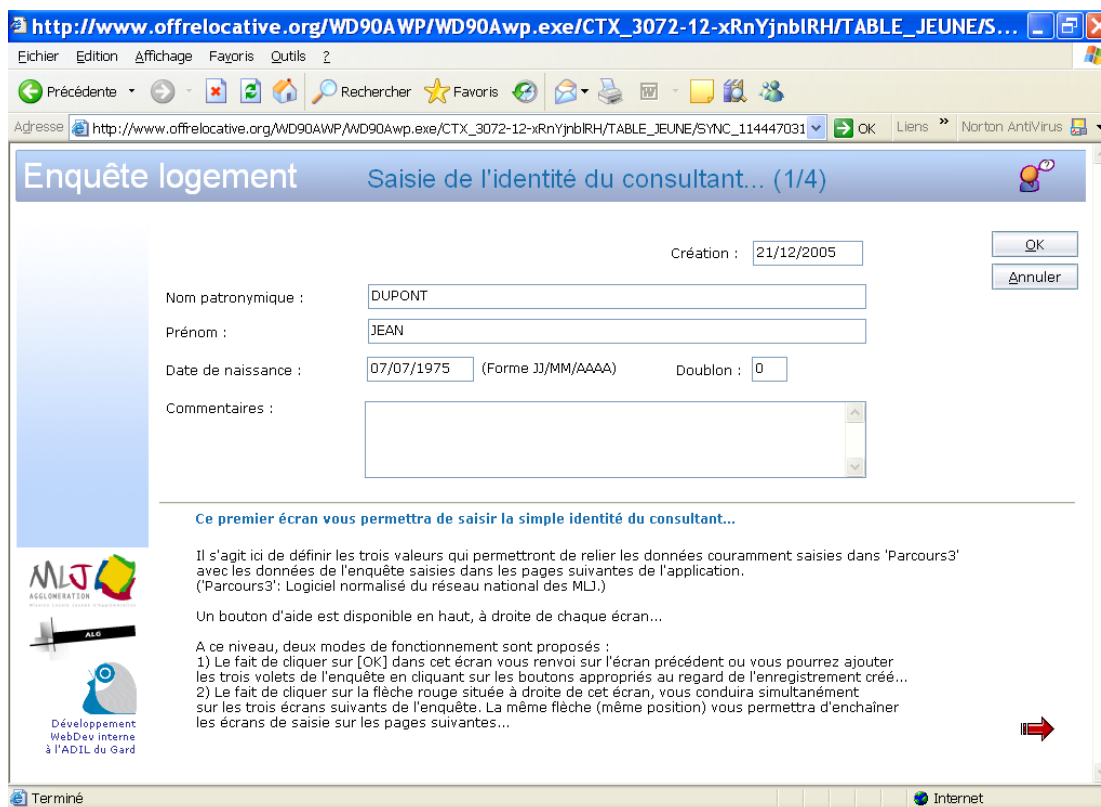 http://www.offrelocative.org/WD90AWP/WD90Awp.exe/CTX_3072-12-xRnYjnblRH/TABLE_JEUNE/S...
Fichier Edition Affichage Favoris Outils ?
Précédente Rechercher Favoris
Adresse http://www.offrelocative.org/WD90AWP/WD90Awp.exe/CTX_3072-12-xRnYjnblRH/TABLE_JEUNE/SYNC_114447031 OK Liens » Norton AntiVirus
Enquête logement Saisie de l'identité du consultant... (1/4)
Création : 21/12/2005
OK
Annuler
Nom patronymique : DUPONT
Prénom : JEAN
Date de naissance : 07/07/1975 (Forme JJ/MM/AAAA) Doublon : 0
Commentaires :
Ce premier écran vous permettra de saisir la simple identité du consultant...
Il s'agit ici de définir les trois valeurs qui permettront de relier les données couramment saisies dans 'Parcours3'
avec les données de l'enquête saisies dans les pages suivantes de l'application.
('Parcours3': Logiciel normalisé du réseau national des MLJ.)
Un bouton d'aide est disponible en haut, à droite de chaque écran...
A ce niveau, deux modes de fonctionnement sont proposés :
1) Le fait de cliquer sur [OK] dans cet écran vous renvoi sur l'écran précédent ou vous pourrez ajouter
les trois volets de l'enquête en cliquant sur les boutons appropriés au regard de l'enregistrement créé...
2) Le fait de cliquer sur la flèche rouge située à droite de cet écran, vous conduira simultanément
sur les trois écrans suivants de l'enquête. La même flèche (même position) vous permettra d'enchaîner
les écrans de saisie sur les pages suivantes...
MLJ
AGGLOMERATION
ALG
Développement
WebDev interne
à l'ADIL du Gard
Terminé Internet